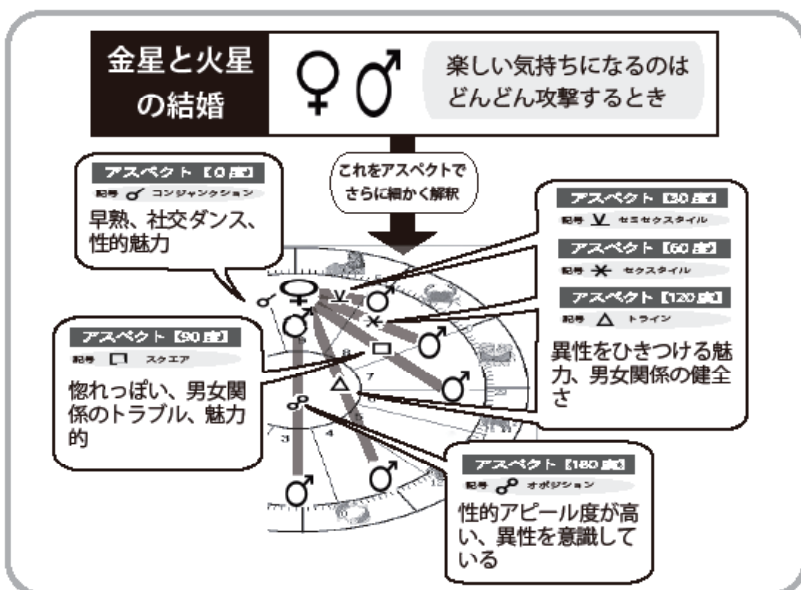 金星と火星
の結婚
♀♂
楽しい気持ちになるのは
どんどん攻撃するとき
これをアスペクトで
さらに細かく解釈
アスペクト【0度】
記号 ☌ コンジャンクション
早熟、社交ダンス、
性的魅力
アスペクト【30度】
記号 ⚺ セミセクスタイル
アスペクト【60度】
記号 ⚹ セクスタイル
アスペクト【120度】
記号 △ トライン
異性をひきつける魅
力、男女関係の健全
さ
アスペクト【90度】
記号 □ スクエア
惚れっぽい、男女関
係のトラブル、魅力
的
アスペクト【180度】
記号 ☍ オポジション
性的アピール度が高
い、異性を意識して
いる
9
8
7
6
5
4
3